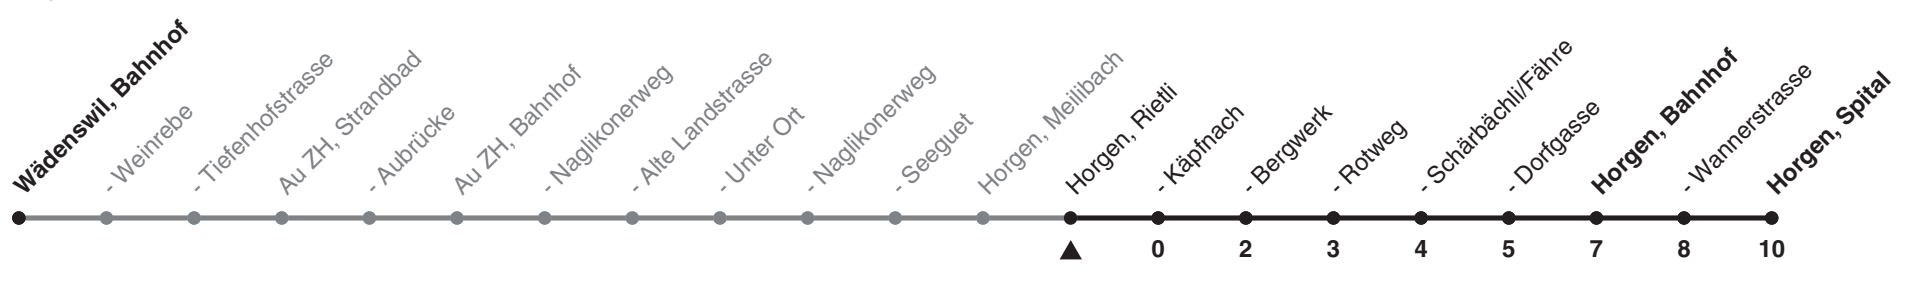 Wädenswil, Bahnhof
- Weinrebe
- Tiefenhofstrasse
Au ZH, Strandbad
- Aubrücke
Au ZH, Bahnhof
- Naglikonerweg
- Alte Landstrasse
- Unter Ort
- Naglikonerweg
- Seeguet
Horgen, Meilibach
Horgen, Rietli
- Käpfnach
- Bergwerk
- Rotweg
- Schärbächli/Fähre
- Dorfgasse
Horgen, Bahnhof
- Wannerstrasse
Horgen, Spital
0 2 3 4 5 7 8 10